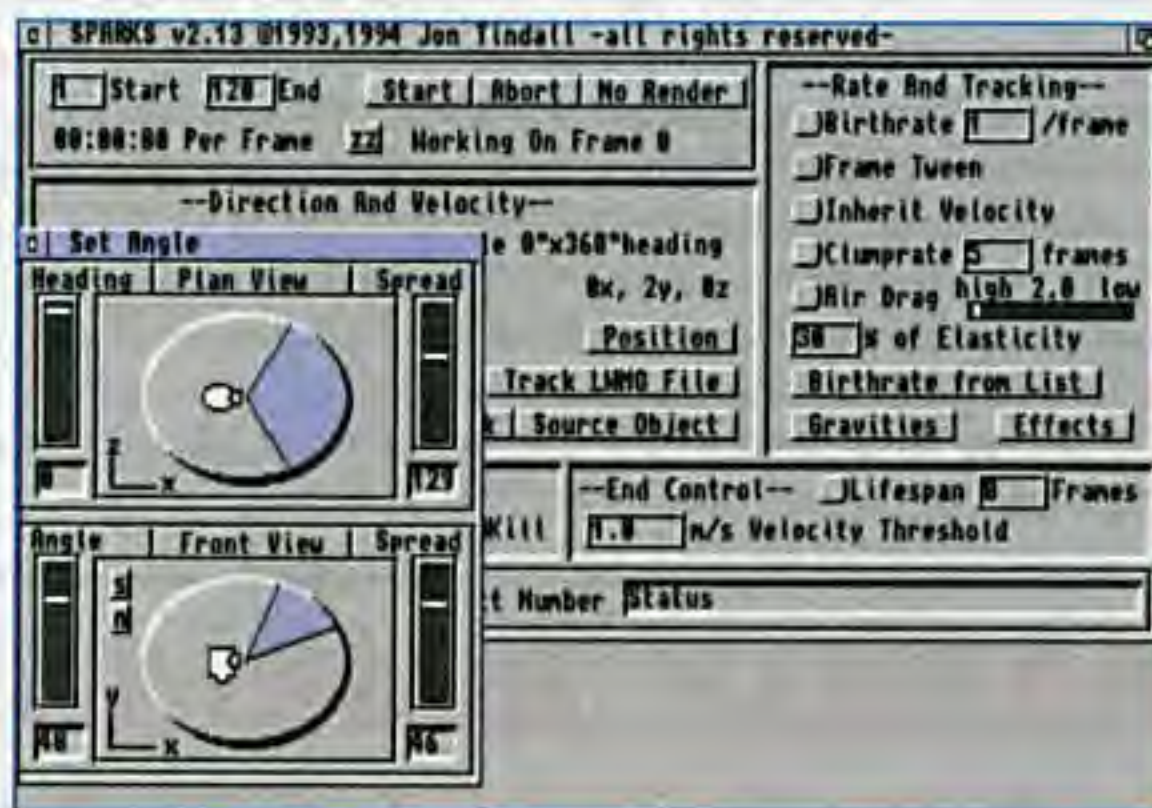 SPARKS v2.13 @1993,1994 Jon Tindall -all rights reserved-
1 Start 120 End Start Abort No Render
00:00:00 Per Frame zz Working On Frame 0
--Direction And Velocity--
le 0°x360°heading
0x, 2y, 0z
Position
Track LWMO File
k Source Object
--Rate And Tracking--
Birthrate 1 /frame
Frame Tween
Inherit Velocity
Clumprate 5 frames
Air Drag high 2.0 low
30 % of Elasticity
Birthrate from List
Gravities Effects
Set Angle
Heading Plan View Spread
z
x
0 129
Angle Front View Spread
s
n
y
x
48 46
Kill
--End Control-- Lifespan 0 Frames
1.0 m/s Velocity Threshold
t Number Status